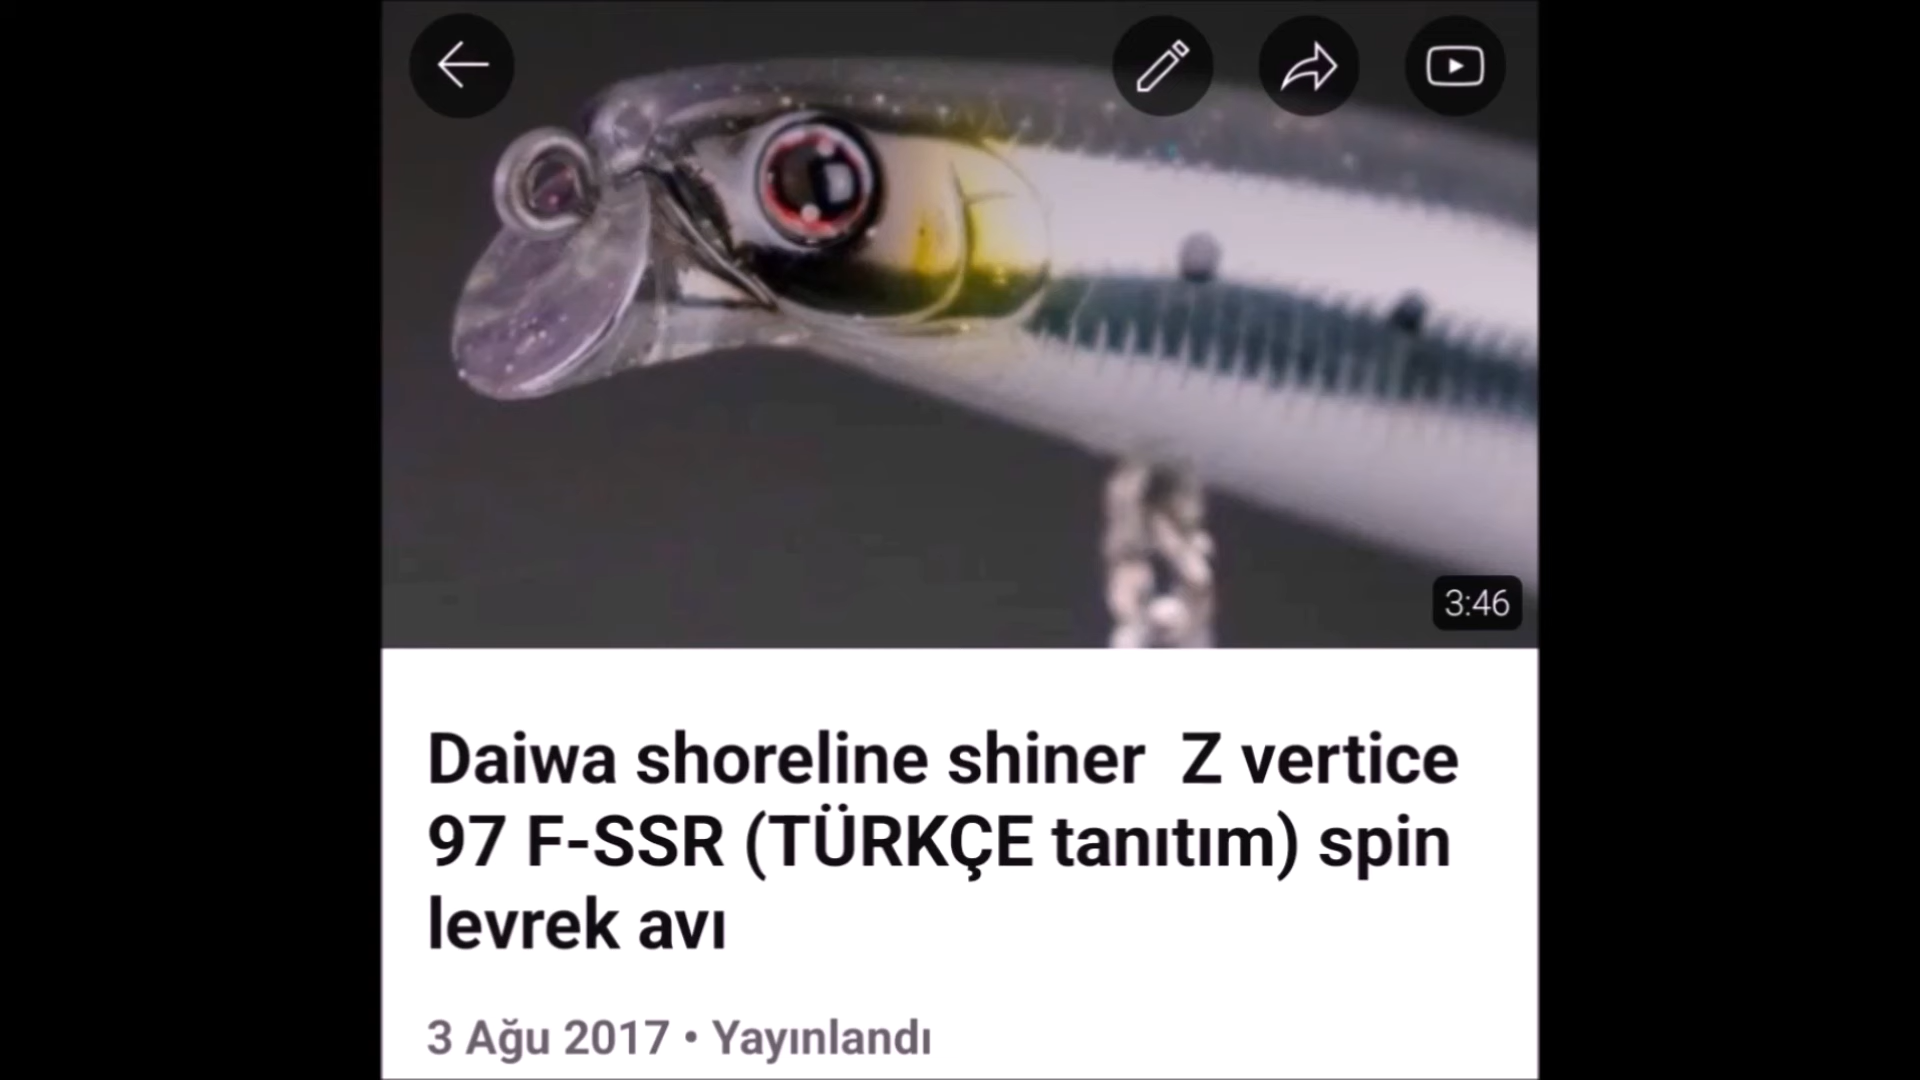 3:46
Daiwa shoreline shiner  Z vertice
97 F-SSR (TÜRKÇE tanıtım) spin
levrek avı
3 Ağu 2017 • Yayınlandı